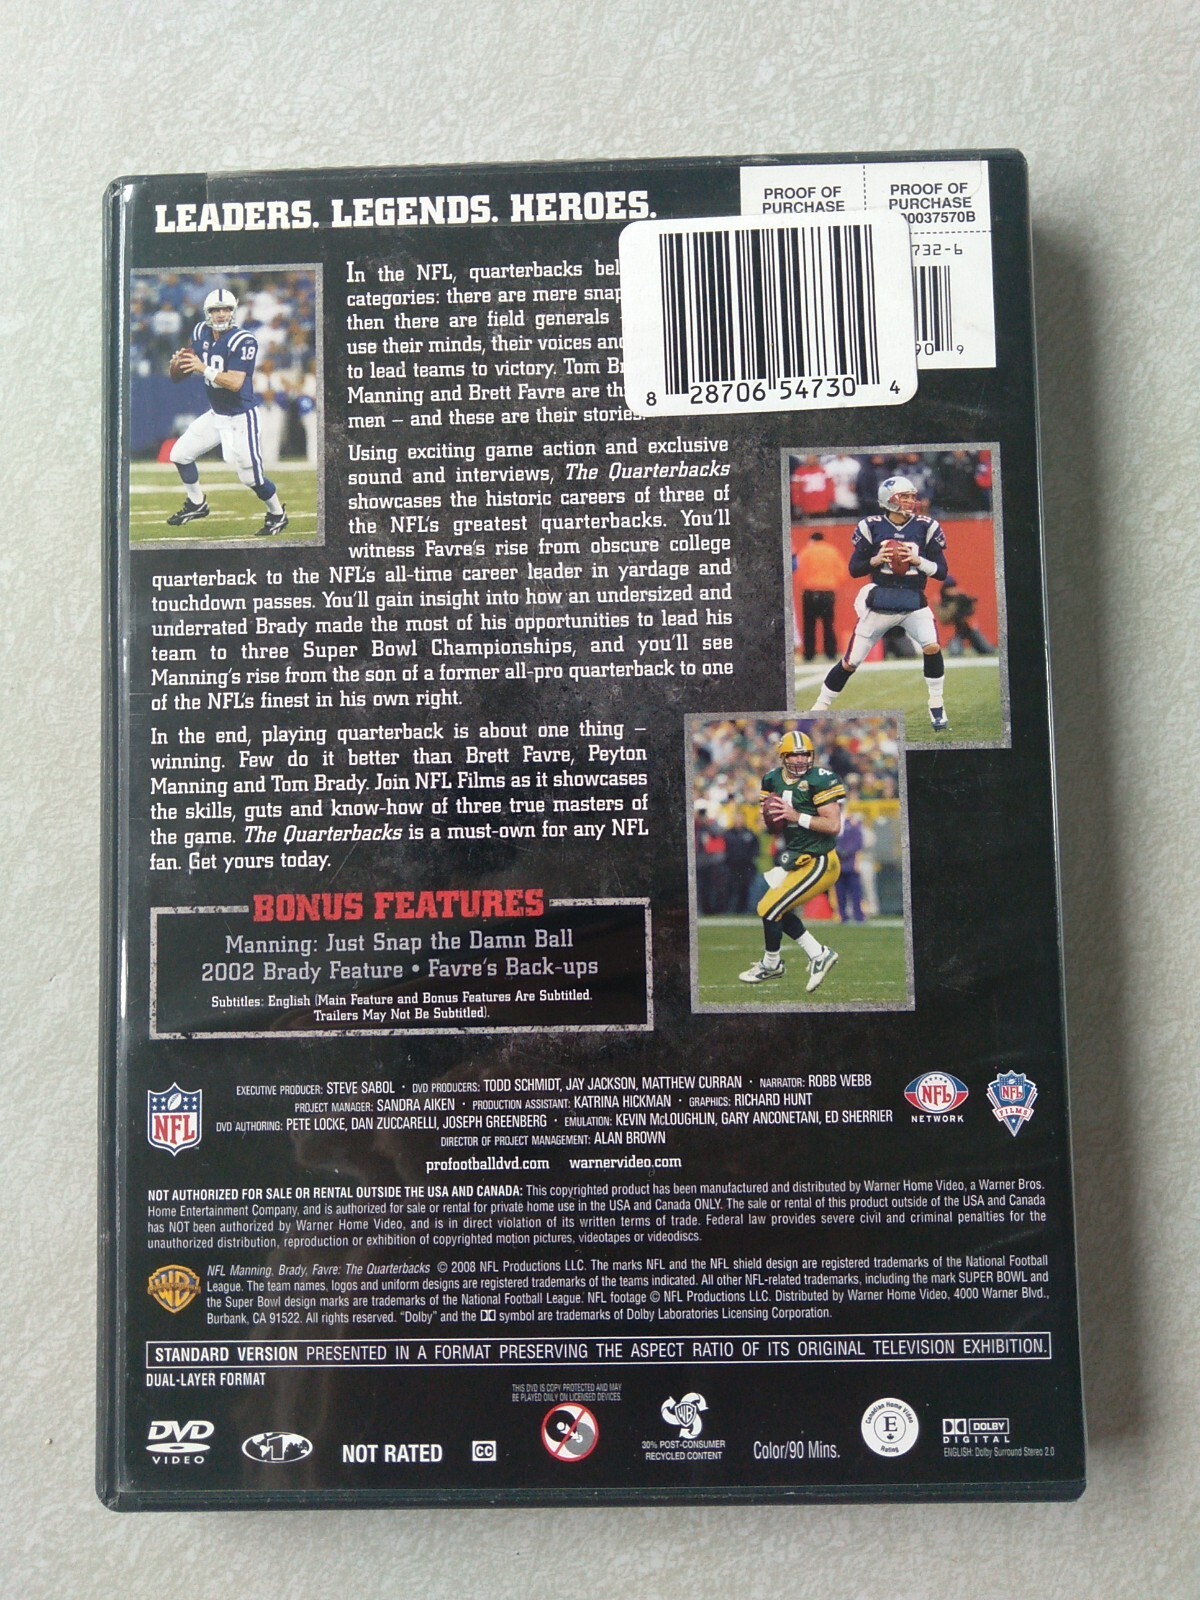 LEADERS. LEGENDS. HEROES.
PROOF OF
PURCHASE
PROOF OF
PURCHASE
00037570B
732-6
90 9
8 28706 54730 4
In the NFL, quarterbacks
categories: there are mere
then there are field generals
use their minds, their voices
to lead teams to victory. Tom
Manning and Brett Favre are
men – and these are their stories.
Using exciting game action and exclusive
sound and interviews, The Quarterbacks
showcases the historic careers of three of
the NFL's greatest quarterbacks. You'll
witness Favre's rise from obscure college
quarterback to the NFL's all-time career leader in yardage and
touchdown passes. You'll gain insight into how an undersized and
underrated Brady made the most of his opportunities to lead his
team to three Super Bowl Championships, and you'll see
Manning's rise from the son of a former all-pro quarterback to one
of the NFL's finest in his own right.
In the end, playing quarterback is about one thing –
winning. Few do it better than Brett Favre, Peyton
Manning and Tom Brady. Join NFL Films as it showcases
the skills, guts and know-how of three true masters of
the game. The Quarterbacks is a must-own for any NFL
fan. Get yours today.
18
18
12
4
4
BONUS FEATURES
Manning: Just Snap the Damn Ball
2002 Brady Feature • Favre's Back-ups
Subtitles: English (Main Feature and Bonus Features Are Subtitled.
Trailers May Not Be Subtitled).
EXECUTIVE PRODUCER: STEVE SABOL · DVD PRODUCERS: TODD SCHMIDT, JAY JACKSON, MATTHEW CURRAN · NARRATOR: ROBB WEBB
PROJECT MANAGER: SANDRA AIKEN · PRODUCTION ASSISTANT: KATRINA HICKMAN · GRAPHICS: RICHARD HUNT
DVD AUTHORING: PETE LOCKE, DAN ZUCCARELLI, JOSEPH GREENBERG · EMULATION: KEVIN McLOUGHLIN, GARY ANCONETANI, ED SHERRIER
DIRECTOR OF PROJECT MANAGEMENT: ALAN BROWN
profootballdvd.com warnervideo.com
NFL
NFL
NETWORK
NFL
FILMS
NOT AUTHORIZED FOR SALE OR RENTAL OUTSIDE THE USA AND CANADA: This copyrighted product has been manufactured and distributed by Warner Home Video, a Warner Bros.
Home Entertainment Company, and is authorized for sale or rental for private home use in the USA and Canada ONLY. The sale or rental of this product outside of the USA and Canada
has NOT been authorized by Warner Home Video, and is in direct violation of its written terms of trade. Federal law provides severe civil and criminal penalties for the
unauthorized distribution, reproduction or exhibition of copyrighted motion pictures, videotapes or videodiscs.
WB
NFL Manning, Brady, Favre: The Quarterbacks © 2008 NFL Productions LLC. The marks NFL and the NFL shield design are registered trademarks of the National Football
League. The team names, logos and uniform designs are registered trademarks of the teams indicated. All other NFL-related trademarks, including the mark SUPER BOWL and
the Super Bowl design marks are trademarks of the National Football League. NFL footage © NFL Productions LLC. Distributed by Warner Home Video, 4000 Warner Blvd.,
Burbank, CA 91522. All rights reserved. "Dolby" and the symbol are trademarks of Dolby Laboratories Licensing Corporation.
STANDARD VERSION PRESENTED IN A FORMAT PRESERVING THE ASPECT RATIO OF ITS ORIGINAL TELEVISION EXHIBITION.
DUAL-LAYER FORMAT
DVD
VIDEO
1
NOT RATED
CC
THIS DVD IS COPY PROTECTED AND MAY
BE PLAYED ONLY ON LICENSED DEVICES.
WB
30% POST-CONSUMER
RECYCLED CONTENT
Color/90 Mins.
Canadian Home Video
E
Rating
DOLBY
DIGITAL
ENGLISH: Dolby Surround Stereo 2.0